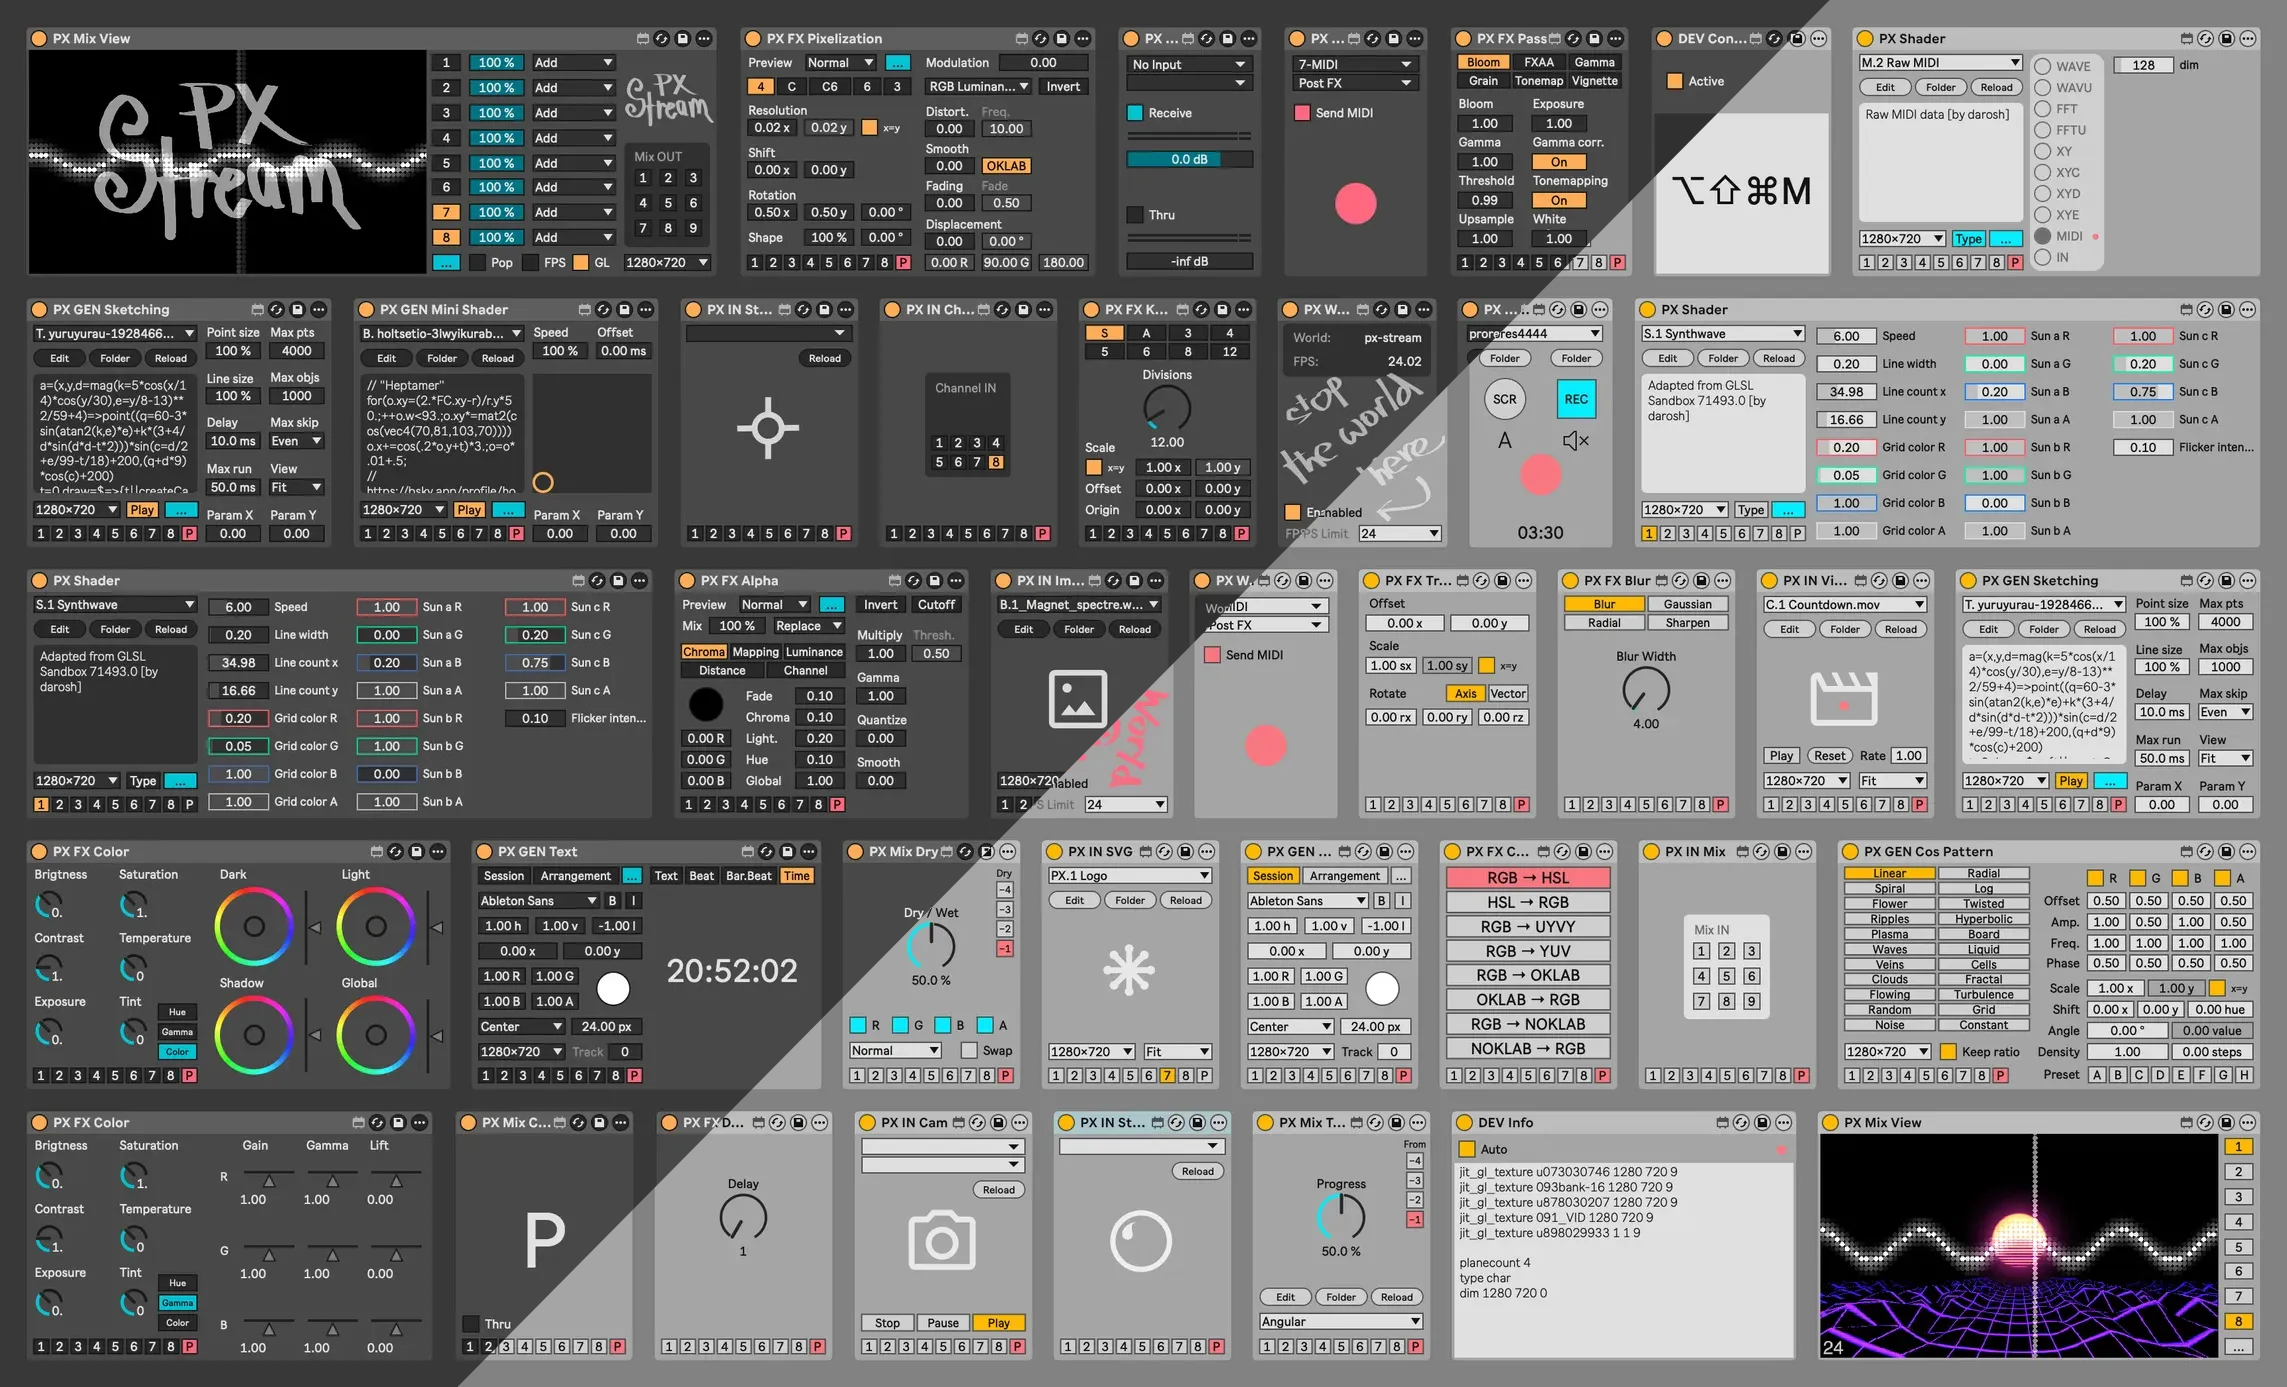 PX Mix View
PX Stream
1 100 % Add
2 100 % Add
3 100 % Add
4 100 % Add
5 100 % Add
6 100 % Add
7 100 % Add
8 100 % Add
PX Stream
Mix OUT
1 2 3
4 5 6
7 8 9
... Pop FPS GL 1280×720
PX FX Pixelization
Preview Normal ... Modulation 0.00
4 C C6 6 3 RGB Luminan... Invert
Resolution Distort. Freq.
0.02 x 0.02 y x=y 0.00 10.00
Shift Smooth
0.00 x 0.00 y 0.00 OKLAB
Rotation Fading Fade
0.50 x 0.50 y 0.00 ° 0.00 0.50
Shape 100 % 0.00 ° Displacement
0.00 0.00 °
1 2 3 4 5 6 7 8 P 0.00 R 90.00 G 180.00
PX ...
No Input
Receive
0.0 dB
Thru
-inf dB
PX ...
7-MIDI
Post FX
Send MIDI
PX FX Pass
Bloom FXAA Gamma
Grain Tonemap Vignette
Bloom Exposure
1.00 1.00
Gamma Gamma corr.
1.00 On
Threshold Tonemapping
0.99 On
Upsample White
1.00 1.00
1 2 3 4 5 6 7 8 P
DEV Con...
Active
⌥⇧⌘M
PX Shader
M.2 Raw MIDI
Edit Folder Reload
Raw MIDI data [by darosh]
1280×720 Type ...
1 2 3 4 5 6 7 8 P
WAVE
WAVU
FFT
FFTU
XY
XYC
XYD
XYE
MIDI
IN
128 dim
PX GEN Sketching
T. yuruyurau-1928466...
Edit Folder Reload
a=(x,y,d=mag(k=5*cos(x/1
4)*cos(y/30),e=y/8-13)**
2/59+4)=>point((q=60-3*
sin(atan2(k,e)*e)+k*(3+4/
d*sin(d*d-t*2)))*sin(c=d/2
+e/99-t/18)+200,(q+d*9)
*cos(c)+200)
t=0,draw=$=>{t||createCa
1280×720 Play ...
1 2 3 4 5 6 7 8 P
Point size Max pts
100 % 4000
Line size Max objs
100 % 1000
Delay Max skip
10.0 ms Even
Max run View
50.0 ms Fit
Param X Param Y
0.00 0.00
PX GEN Mini Shader
B. holtsetio-3lwyikurab...
Edit Folder Reload
// "Heptamer"
for(o.xy=(2.*FC.xy-r)/r.y*5
0.;++o.w<93.;o.xy*=mat2(c
os(vec4(70,81,103,70))))
o.x+=cos(.2*o.y+t)*3.;o=o*
.01+.5;
//
https://bsky.app/profile/ho
1280×720 Play ...
1 2 3 4 5 6 7 8 P
Speed Offset
100 % 0.00 ms
Param X Param Y
0.00 0.00
PX IN St...
Reload
1 2 3 4 5 6 7 8 P
PX IN Ch...
Channel IN
1 2 3 4
5 6 7 8
1 2 3 4 5 6 7 8 P
PX FX K...
S A 3 4
5 6 8 12
Divisions
12.00
Scale
x=y 1.00 x 1.00 y
Offset 0.00 x 0.00 y
Origin 0.00 x 0.00 y
1 2 3 4 5 6 7 8 P
PX W...
World: px-stream
FPS: 24.02
stop
the world
here
Enabled
FPS Limit 24
PX ...
proreres4444
Folder Folder
SCR REC
A
03:30
PX Shader
S.1 Synthwave
Edit Folder Reload
Adapted from GLSL
Sandbox 71493.0 [by
darosh]
1280×720 Type ...
1 2 3 4 5 6 7 8 P
6.00 Speed 1.00 Sun a R 1.00 Sun c R
0.20 Line width 0.00 Sun a G 0.20 Sun c G
34.98 Line count x 0.20 Sun a B 0.75 Sun c B
16.66 Line count y 1.00 Sun a A 1.00 Sun c A
0.20 Grid color R 1.00 Sun b R 0.10 Flicker inten...
0.05 Grid color G 1.00 Sun b G
1.00 Grid color B 0.00 Sun b B
1.00 Grid color A 1.00 Sun b A
PX Shader
S.1 Synthwave
Edit Folder Reload
Adapted from GLSL
Sandbox 71493.0 [by
darosh]
1280×720 Type ...
1 2 3 4 5 6 7 8 P
6.00 Speed 1.00 Sun a R 1.00 Sun c R
0.20 Line width 0.00 Sun a G 0.20 Sun c G
34.98 Line count x 0.20 Sun a B 0.75 Sun c B
16.66 Line count y 1.00 Sun a A 1.00 Sun c A
0.20 Grid color R 1.00 Sun b R 0.10 Flicker inten...
0.05 Grid color G 1.00 Sun b G
1.00 Grid color B 0.00 Sun b B
1.00 Grid color A 1.00 Sun b A
PX FX Alpha
Preview Normal ... Invert Cutoff
Mix 100 % Replace Multiply Thresh.
Chroma Mapping Luminance 1.00 0.50
Distance Channel
Gamma
Fade 0.10 1.00
Chroma 0.10 Quantize
0.00 R Light. 0.20 0.00
0.00 G Hue 0.10 Smooth
0.00 B Global 1.00 0.00
1 2 3 4 5 6 7 8 P
PX IN Im...
B.1_Magnet_spectre.w...
Edit Folder Reload
World
1280×720
1 2
24
PX W.
MIDI
Post FX
Send MIDI
PX FX Tr...
Offset
0.00 x 0.00 y
Scale
1.00 sx 1.00 sy x=y
Rotate Axis Vector
0.00 rx 0.00 ry 0.00 rz
1 2 3 4 5 6 7 8 P
PX FX Blur
Blur Gaussian
Radial Sharpen
Blur Width
4.00
1 2 3 4 5 6 7 8 P
PX IN Vi...
C.1 Countdown.mov
Edit Folder Reload
Play Reset Rate 1.00
1280×720 Fit
1 2 3 4 5 6 7 8 P
PX GEN Sketching
T. yuruyurau-1928466...
Edit Folder Reload
a=(x,y,d=mag(k=5*cos(x/1
4)*cos(y/30),e=y/8-13)**
2/59+4)=>point((q=60-3*
sin(atan2(k,e)*e)+k*(3+4/
d*sin(d*d-t*2)))*sin(c=d/2
+e/99-t/18)+200,(q+d*9)
*cos(c)+200)
1280×720 Play ...
1 2 3 4 5 6 7 8 P
Point size Max pts
100 % 4000
Line size Max objs
100 % 1000
Delay Max skip
10.0 ms Even
Max run View
50.0 ms Fit
Param X Param Y
0.00 0.00
PX FX Color
Brigtness Saturation Dark Light
0. 1.
Contrast Temperature
1. 0
Shadow Global
Exposure Tint Hue
0. 0 Gamma
Color
1 2 3 4 5 6 7 8 P
PX GEN Text
Session Arrangement ... Text Beat Bar.Beat Time
Ableton Sans B I
1.00 h 1.00 v -1.00 l
0.00 x 0.00 y
1.00 R 1.00 G
1.00 B 1.00 A
20:52:02
Center 24.00 px
1280×720 Track 0
1 2 3 4 5 6 7 8 P
PX Mix Dry
Dry
-4
-3
-2
-1
Dry / Wet
50.0 %
R G B A
Normal Swap
1 2 3 4 5 6 7 8 P
PX IN SVG
PX.1 Logo
Edit Folder Reload
1280×720 Fit
1 2 3 4 5 6 7 8 P
PX GEN ...
Session Arrangement ...
Ableton Sans B I
1.00 h 1.00 v -1.00 l
0.00 x 0.00 y
1.00 R 1.00 G
1.00 B 1.00 A
Center 24.00 px
1280×720 Track 0
1 2 3 4 5 6 7 8 P
PX FX C...
RGB → HSL
HSL → RGB
RGB → UYVY
RGB → YUV
RGB → OKLAB
OKLAB → RGB
RGB → NOKLAB
NOKLAB → RGB
1 2 3 4 5 6 7 8 P
PX IN Mix
Mix IN
1 2 3
4 5 6
7 8 9
1 2 3 4 5 6 7 8 P
PX GEN Cos Pattern
Linear Radial
Spiral Log
Flower Twisted
Ripples Hyperbolic
Plasma Board
Waves Liquid
Veins Cells
Clouds Fractal
Flowing Turbulence
Random Grid
Noise Constant
1280×720 Keep ratio
1 2 3 4 5 6 7 8 P
R G B A
Offset 0.50 0.50 0.50 0.50
Amp. 1.00 0.50 1.00 0.50
Freq. 1.00 1.00 1.00 1.00
Phase 0.50 0.50 0.50 0.50
Scale 1.00 x 1.00 y x=y
Shift 0.00 x 0.00 y 0.00 hue
Angle 0.00 ° 0.00 value
Density 1.00 0.00 steps
Preset A B C D E F G H
PX FX Color
Brigtness Saturation Gain Gamma Lift
0. 1. R 1.00 1.00 0.00
Contrast Temperature
1. 0 G 1.00 1.00 0.00
Exposure Tint Hue
0. 0 Gamma
Color B
1 2 3 4 5 6 7 8 P 1.00 1.00 0.00
PX Mix C...
P
Thru
1 2 3 4 5 6 7 8 P
PX FX D...
Delay
1
1 2 3 4 5 6 7 8 P
PX IN Cam
Reload
Stop Pause Play
1 2 3 4 5 6 7 8 P
PX IN St...
Reload
1 2 3 4 5 6 7 8 P
PX Mix T...
From
-4
-3
-2
-1
Progress
50.0 %
Edit Folder Reload
Angular
1 2 3 4 5 6 7 8 P
DEV Info
Auto
jit_gl_texture u073030746 1280 720 9
jit_gl_texture 093bank-16 1280 720 9
jit_gl_texture u878030207 1280 720 9
jit_gl_texture 091_VID 1280 720 9
jit_gl_texture u898029933 1 1 9
planecount 4
type char
dim 1280 720 0
PX Mix View
24
1
2
3
4
5
6
7
8
...